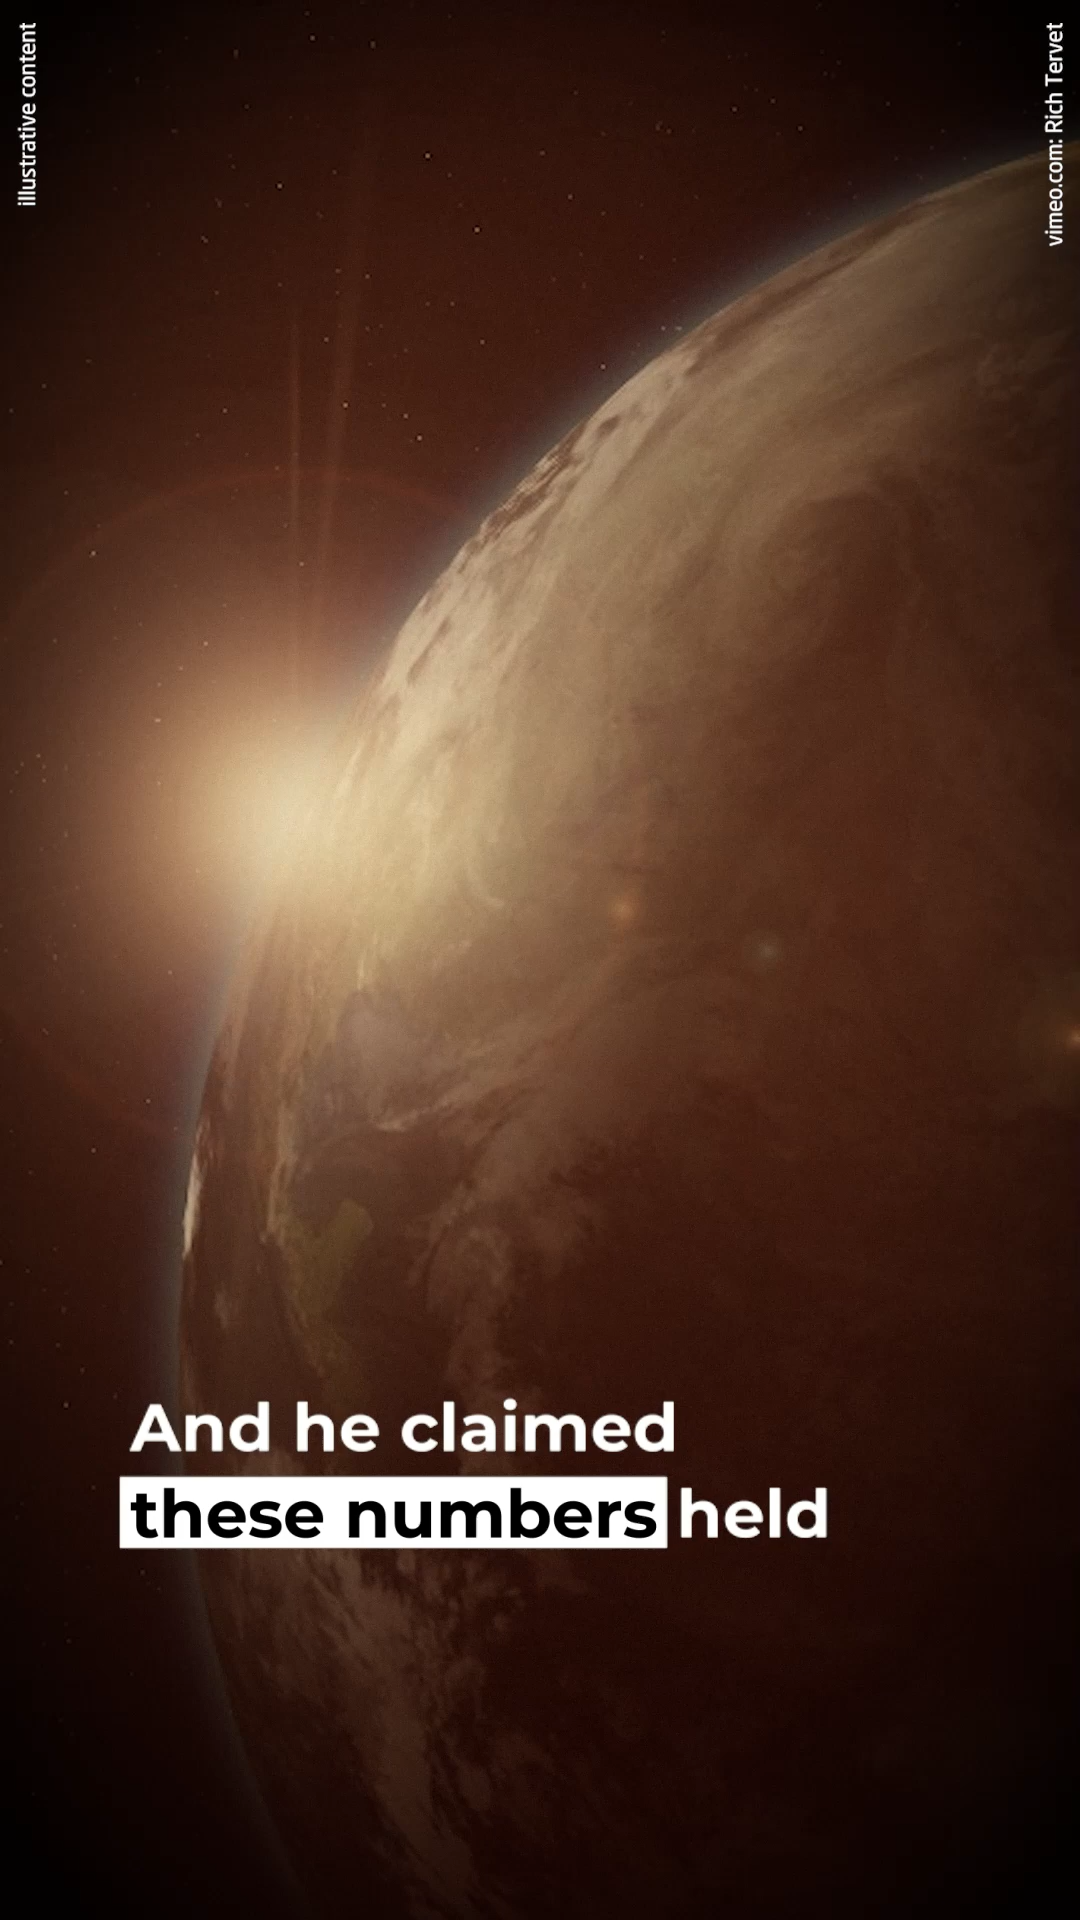 illustrative content
vimeo.com: Rich Tervet
And he claimed
these numbers held